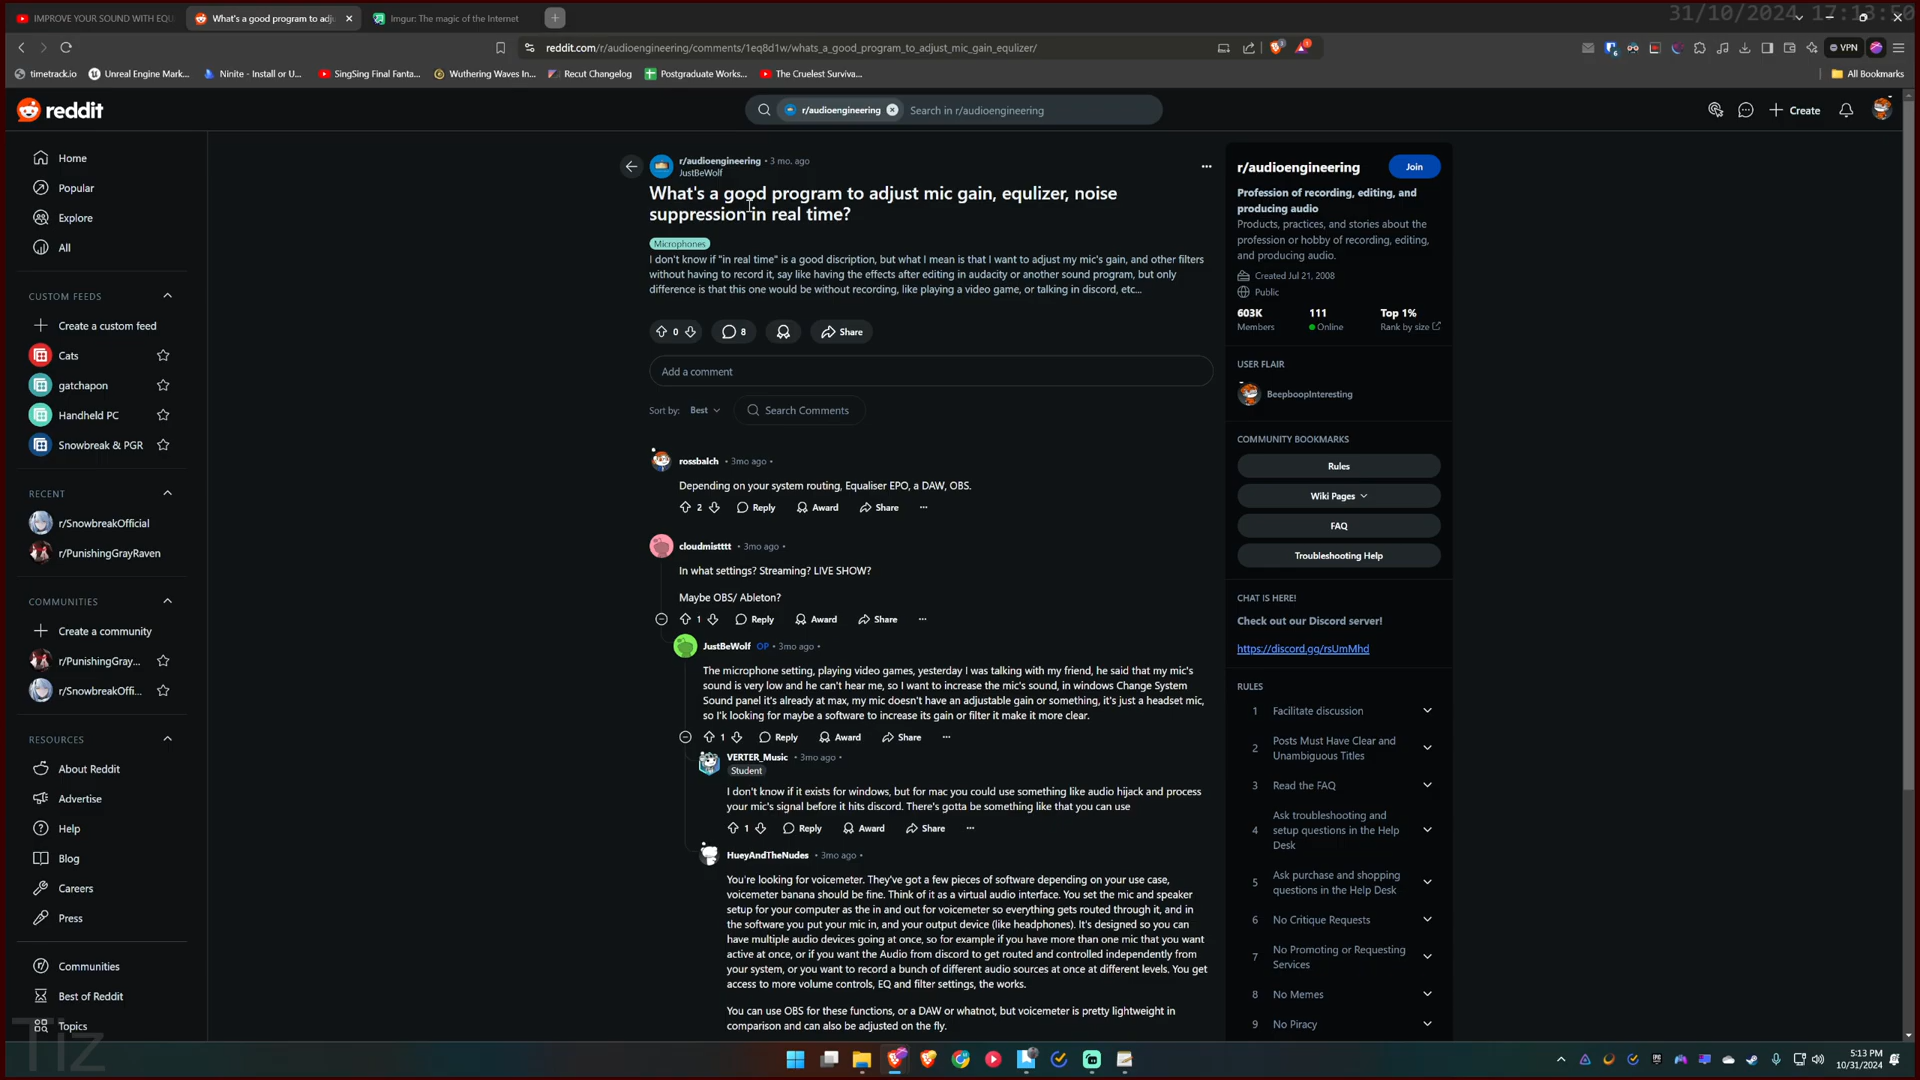 31/10/2024 17:13:50
IMPROVE YOUR SOUND WITH EQU
What's a good program to adj
Imgur: The magic of the Internet
reddit.com/r/audioengineering/comments/1eq8d1w/whats_a_good_program_to_adjust_mic_gain_equlizer/
VPN
timetrack.io
Unreal Engine Mark...
Ninite - Install or U...
SingSing Final Fanta...
Wuthering Waves In...
Recut Changelog
Postgraduate Works...
The Cruelest Surviva...
All Bookmarks
reddit
r/audioengineering
Search in r/audioengineering
Create
Home
Popular
Explore
All
CUSTOM FEEDS
Create a custom feed
Cats
gatchapon
Handheld PC
Snowbreak & PGR
RECENT
r/SnowbreakOfficial
r/PunishingGrayRaven
COMMUNITIES
Create a community
r/PunishingGray...
r/SnowbreakOffi...
RESOURCES
About Reddit
Advertise
Help
Blog
Careers
Press
Communities
Best of Reddit
Topics
Tiz
r/audioengineering • 3 mo. ago
JustBeWolf
What's a good program to adjust mic gain, equlizer, noise
suppression in real time?
Microphones
I don't know if "in real time" is a good discription, but what I mean is that I want to adjust my mic's gain, and other filters
without having to record it, say like having the effects after editing in audacity or another sound program, but only
difference is that this one would be without recording, like playing a video game, or talking in discord, etc...
0
8
Share
Add a comment
Sort by: Best
Search Comments
rossbalch • 3mo ago •
Depending on your system routing, Equaliser EPO, a DAW, OBS.
2 Reply Award Share
cloudmistttt • 3mo ago •
In what settings? Streaming? LIVE SHOW?
Maybe OBS/ Ableton?
1 Reply Award Share
JustBeWolf OP • 3mo ago •
The microphone setting, playing video games, yesterday I was talking with my friend, he said that my mic's
sound is very low and he can't hear me, so I want to increase the mic's sound, in windows Change System
Sound panel it's already at max, my mic doesn't have an adjustable gain or something, it's just a headset mic,
so I'k looking for maybe a software to increase its gain or filter it make it more clear.
1 Reply Award Share
VERTER_Music • 3mo ago •
Student
I don't know if it exists for windows, but for mac you could use something like audio hijack and process
your mic's signal before it hits discord. There's gotta be something like that you can use
1 Reply Award Share
HueyAndTheNudes • 3mo ago •
You're looking for voicemeter. They've got a few pieces of software depending on your use case,
voicemeter banana should be fine. Think of it as a virtual audio interface. You set the mic and speaker
setup for your computer as the in and out for voicemeter so everything gets routed through it, and in
the software you put your mic in, and your output device (like headphones). It's designed so you can
have multiple audio devices going at once, so for example if you have more than one mic that you want
active at once, or if you want the Audio from discord to get routed and controlled independently from
your system, or you want to record a bunch of different audio sources at once at different levels. You get
access to more volume controls, EQ and filter settings, the works.
You can use OBS for these functions, or a DAW or whatnot, but voicemeter is pretty lightweight in
comparison and can also be adjusted on the fly.
r/audioengineering
Join
Profession of recording, editing, and
producing audio
Products, practices, and stories about the
profession or hobby of recording, editing,
and producing audio.
Created Jul 21, 2008
Public
603K 111 Top 1%
Members Online Rank by size
USER FLAIR
BeepboopInteresting
COMMUNITY BOOKMARKS
Rules
Wiki Pages
FAQ
Troubleshooting Help
CHAT IS HERE!
Check out our Discord server!
https://discord.gg/rsUmMhd
RULES
1 Facilitate discussion
2 Posts Must Have Clear and
Unambiguous Titles
3 Read the FAQ
4 Ask troubleshooting and
setup questions in the Help
Desk
5 Ask purchase and shopping
questions in the Help Desk
6 No Critique Requests
7 No Promoting or Requesting
Services
8 No Memes
9 No Piracy
5:13 PM
10/31/2024